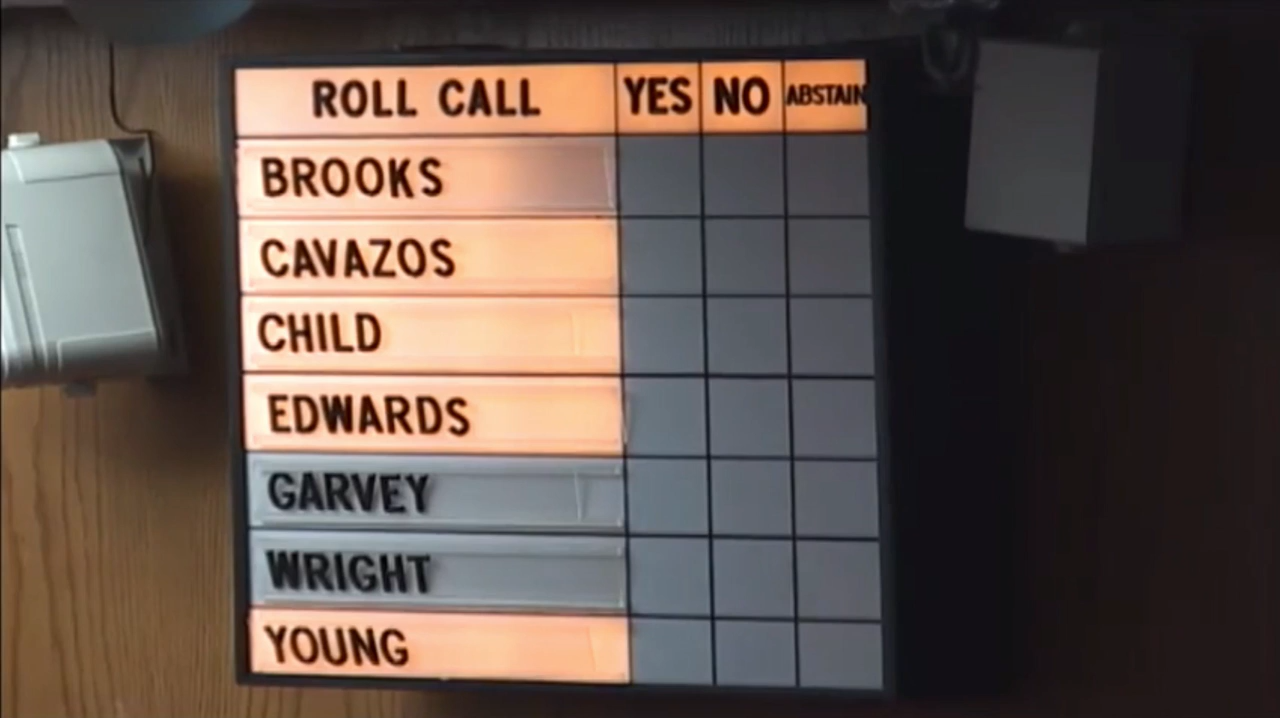 ROLL CALL YES NO ABSTAIN
BROOKS
CAVAZOS
CHILD
EDWARDS
GARVEY
WRIGHT
YOUNG